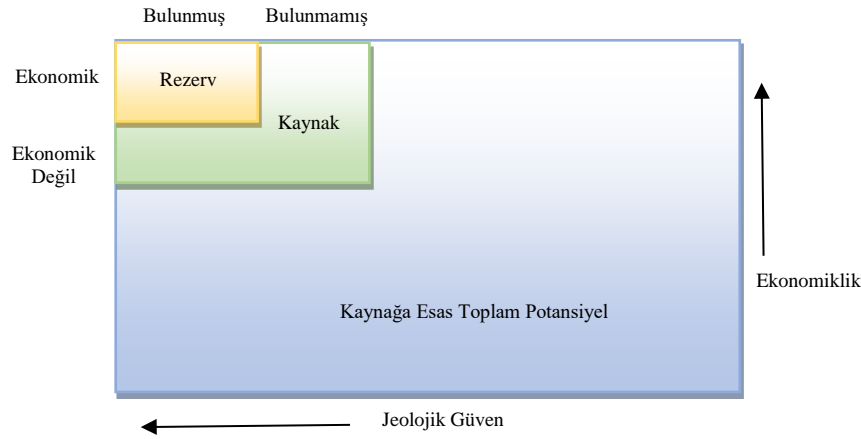 Bulunmuş Bulunmamış
Ekonomik
Rezerv
Kaynak
Ekonomik
Değil
Ekonomiklik
Kaynağa Esas Toplam Potansiyel
Jeolojik Güven